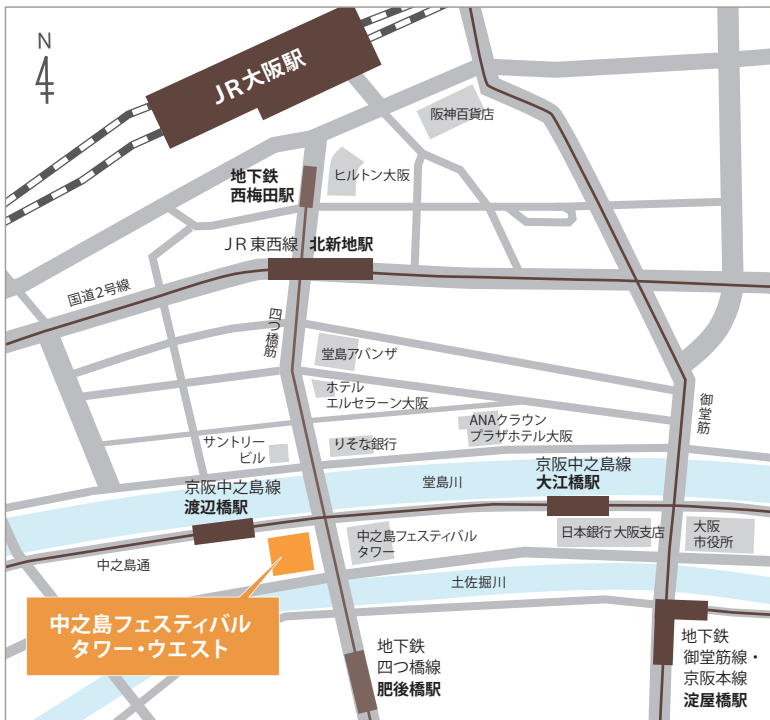 N
JR大阪駅
阪神百貨店
地下鉄
西梅田駅
ヒルトン大阪
JR東西線 北新地駅
国道2号線
四つ橋筋
堂島アバンザ
ホテル
エルセラーン大阪
御堂筋
ANAクラウン
プラザホテル大阪
サントリー
ビル
りそな銀行
京阪中之島線
大江橋駅
京阪中之島線
渡辺橋駅
堂島川
中之島フェスティバル
タワー
日本銀行大阪支店
大阪
市役所
中之島通
土佐堀川
中之島フェスティバル
タワー・ウエスト
地下鉄
四つ橋線
肥後橋駅
地下鉄
御堂筋線・
京阪本線
淀屋橋駅